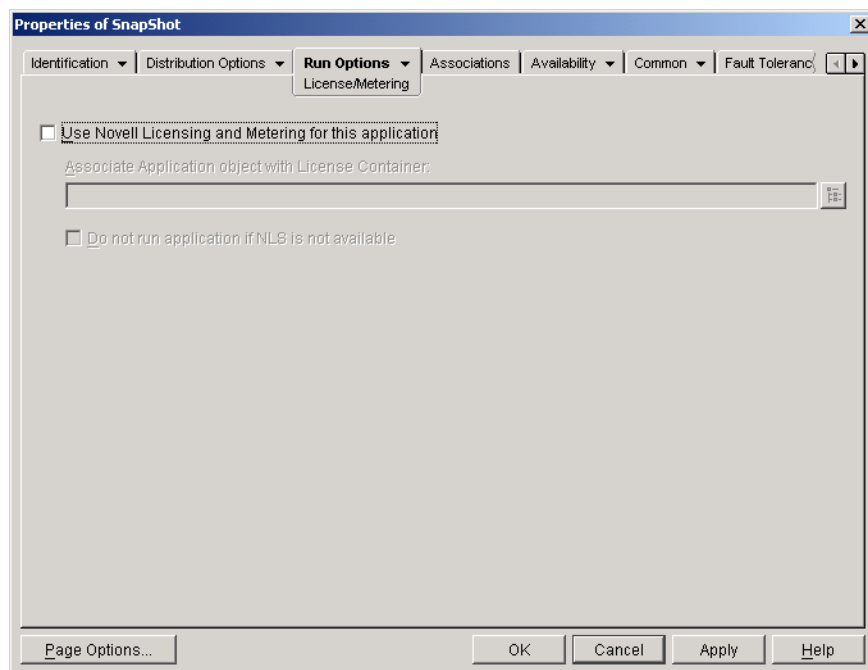 Properties of SnapShot
Identification Distribution Options Run Options Associations Availability Common Fault Toleranc
License/Metering
Use Novell Licensing and Metering for this application
Associate Application object with License Container:
Do not run application if NLS is not available
Page Options... OK Cancel Apply Help